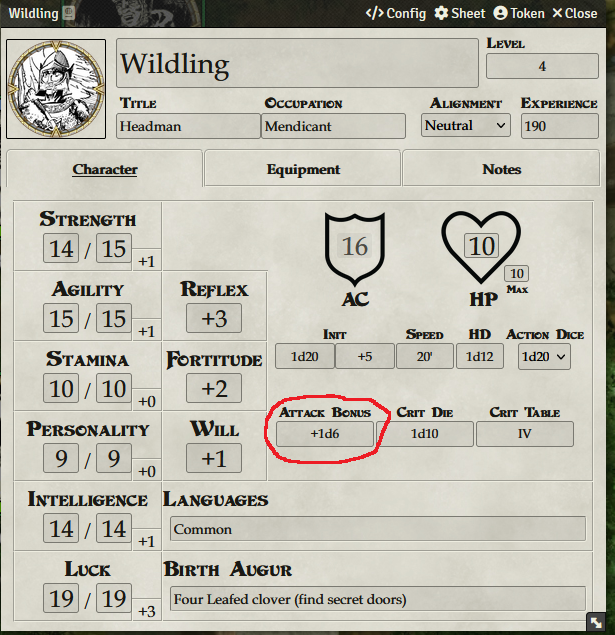 Wildling
Config Sheet Token Close
Wildling
Level
4
Title Occupation Alignment Experience
Headman Mendicant Neutral 190
Character Equipment Notes
Strength
14 / 15 +1
16
AC
10
10
Max
HP
Agility
15 / 15 +1
Reflex
+3
Init Speed HD Action Dice
1d20 +5 20' 1d12 1d20
Stamina
10 / 10 +0
Fortitude
+2
Attack Bonus Crit Die Crit Table
+1d6 1d10 IV
Personality
9 / 9 +0
Will
+1
Intelligence
14 / 14 +1
Languages
Common
Luck
19 / 19 +3
Birth Augur
Four Leafed clover (find secret doors)